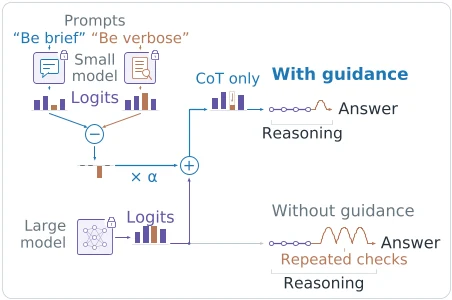 Prompts
“Be brief” “Be verbose”
Small
model
Logits
CoT only
With guidance
Answer
Reasoning
× α
Large
model
Logits
Without guidance
Answer
Repeated checks
Reasoning